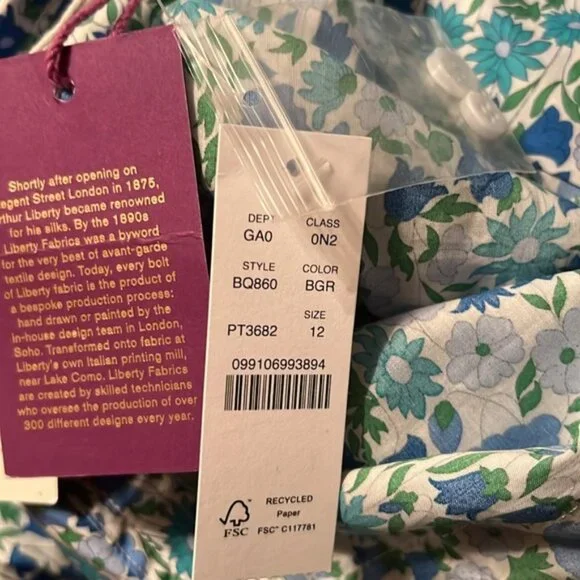 Shortly after opening on
egent Street London in 1875,
rthur Liberty became renowned
for his silks. By the 1890s
Liberty Fabrics was a byword
for the very best of avant-garde
textile design. Today, every bolt
of Liberty fabric is the product of
a bespoke production process:
hand drawn or painted by the
in-house design team in London,
Soho. Transformed onto fabric at
Liberty's own Italian printing mill,
near Lake Como. Liberty Fabrics
are created by skilled technicians
who oversee the production of over
300 different designs every year.
DEPT CLASS
GA0 0N2
STYLE COLOR
BQ860 BGR
SIZE
PT3682 12
099106993894
FSC
RECYCLED
Paper
FSC® C117781